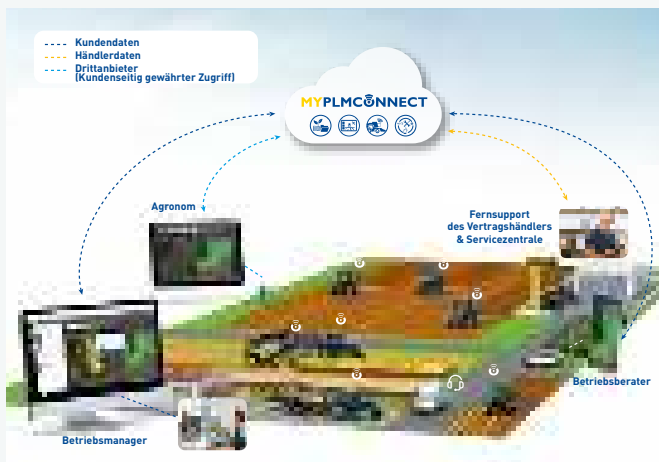 Kundendaten
Händlerdaten
Drittanbieter
(Kundenseitig gewährter Zugriff)
MYPLMCONNECT
Agronom
Fernsupport
des Vertragshändlers
& Servicezentrale
Betriebsberater
Betriebsmanager